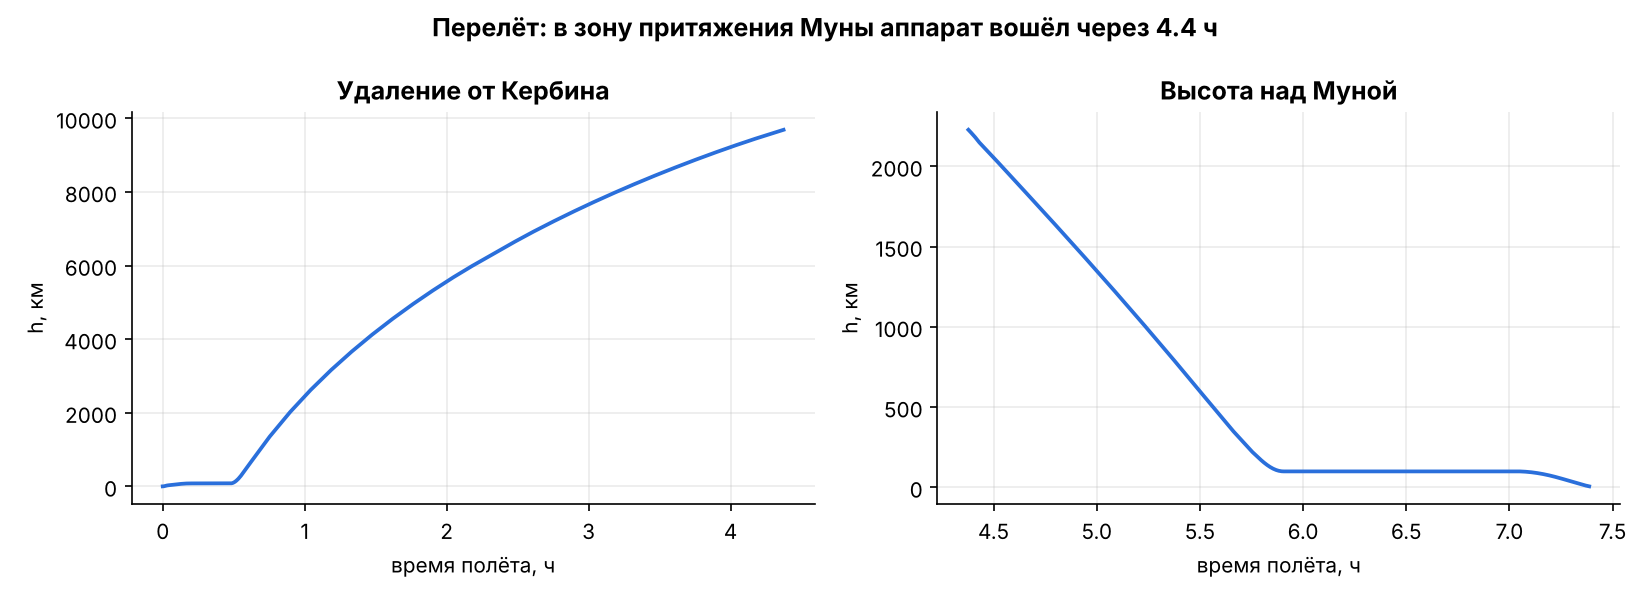 Перелёт: в зону притяжения Муны аппарат вошёл через 4.4 ч
Удаление от Кербина
10000
8000
6000
4000
2000
0
h, км
0 1 2 3 4
время полёта, ч
Высота над Муной
2000
1500
1000
500
0
h, км
4.5 5.0 5.5 6.0 6.5 7.0 7.5
время полёта, ч